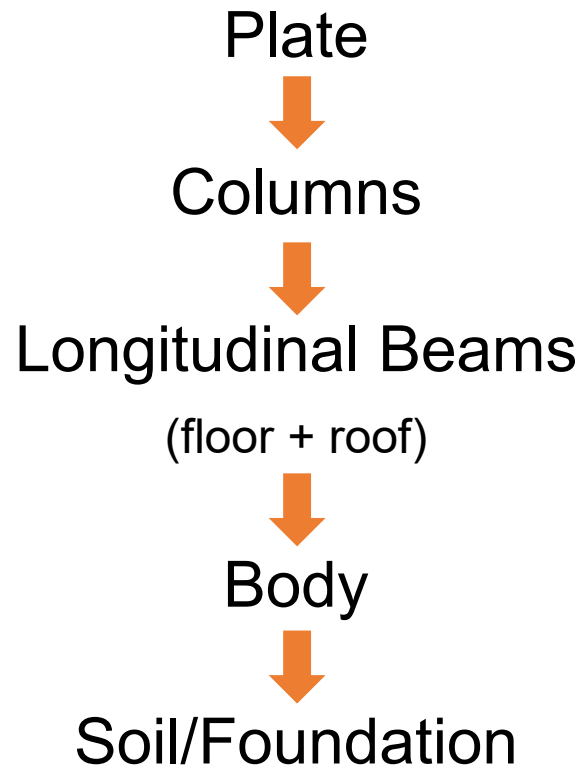 Plate
Columns
Longitudinal Beams
(floor + roof)
Body
Soil/Foundation